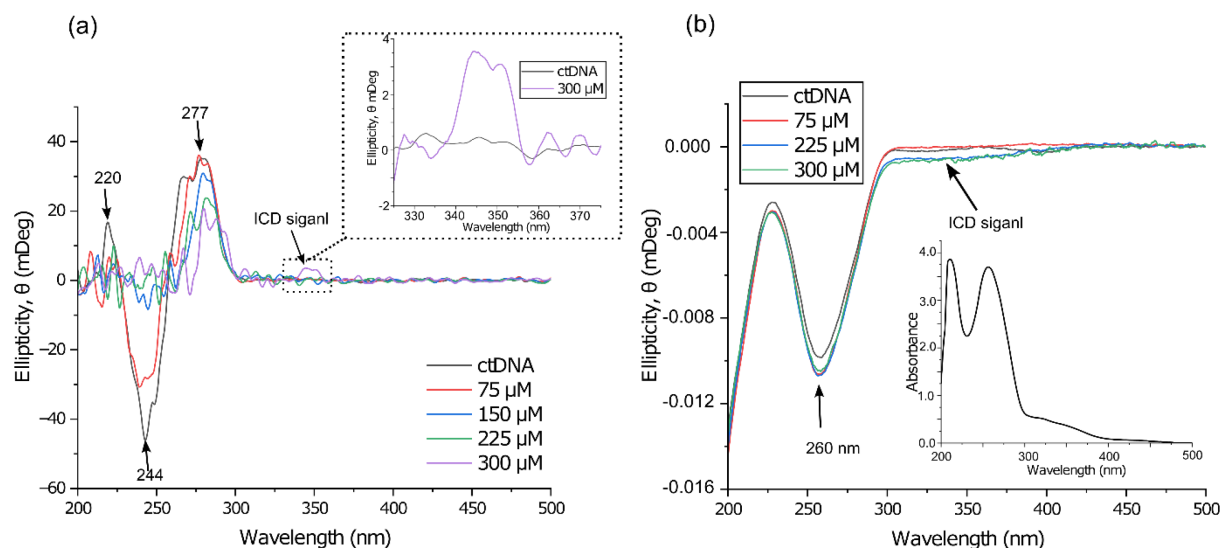 (a)
Ellipticity, θ (mDeg)
40
20
0
−20
−40
−60
200
250
300
350
400
450
500
Wavelength (nm)
220
277
244
ICD siganl
ctDNA
75 μM
150 μM
225 μM
300 μM
Ellipticity, θ mDeg
4
2
0
-2
330
340
350
360
370
Wavelength (nm)
ctDNA
300 μM
(b)
Ellipticity, θ (mDeg)
0.000
-0.004
-0.008
-0.012
-0.016
200
250
300
350
400
450
500
Wavelength (nm)
ctDNA
75 μM
225 μM
300 μM
ICD siganl
260 nm
Absorbance
4.0
3.0
2.0
1.0
0.0
200
300
400
500
Wavelength (nm)